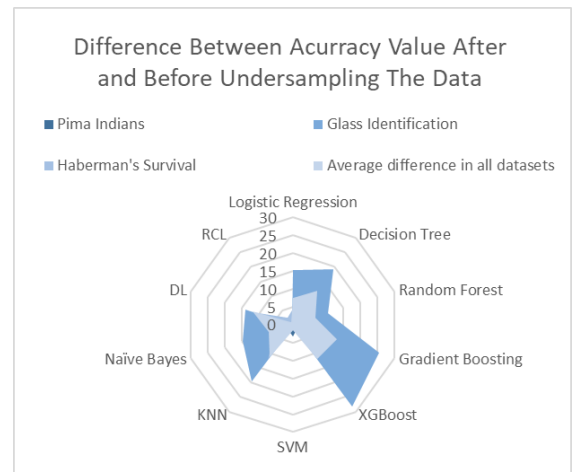 Difference Between Acurracy Value After
and Before Undersampling The Data
Pima Indians
Glass Identification
Haberman's Survival
Average difference in all datasets
Logistic Regression
30
25
20
15
10
5
0
Decision Tree
Random Forest
Gradient Boosting
XGBoost
SVM
KNN
Naïve Bayes
DL
RCL